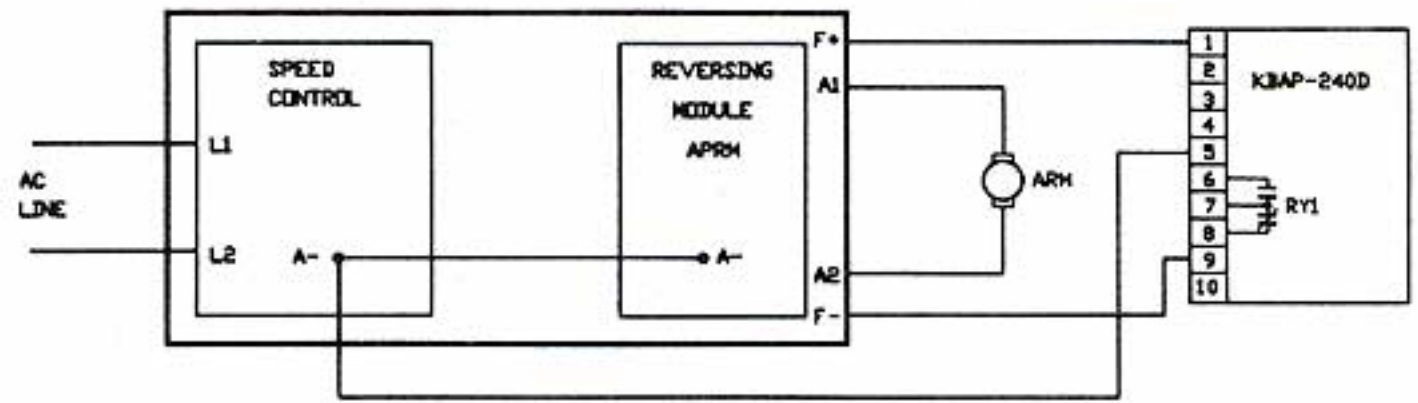 SPEED
CONTROL
L1
L2
A-
AC
LINE
REVERSING
MODULE
APRM
A-
F+
A1
A2
F-
ARM
1
2
3
4
5
6
7
8
9
10
KBAP-240D
RY1